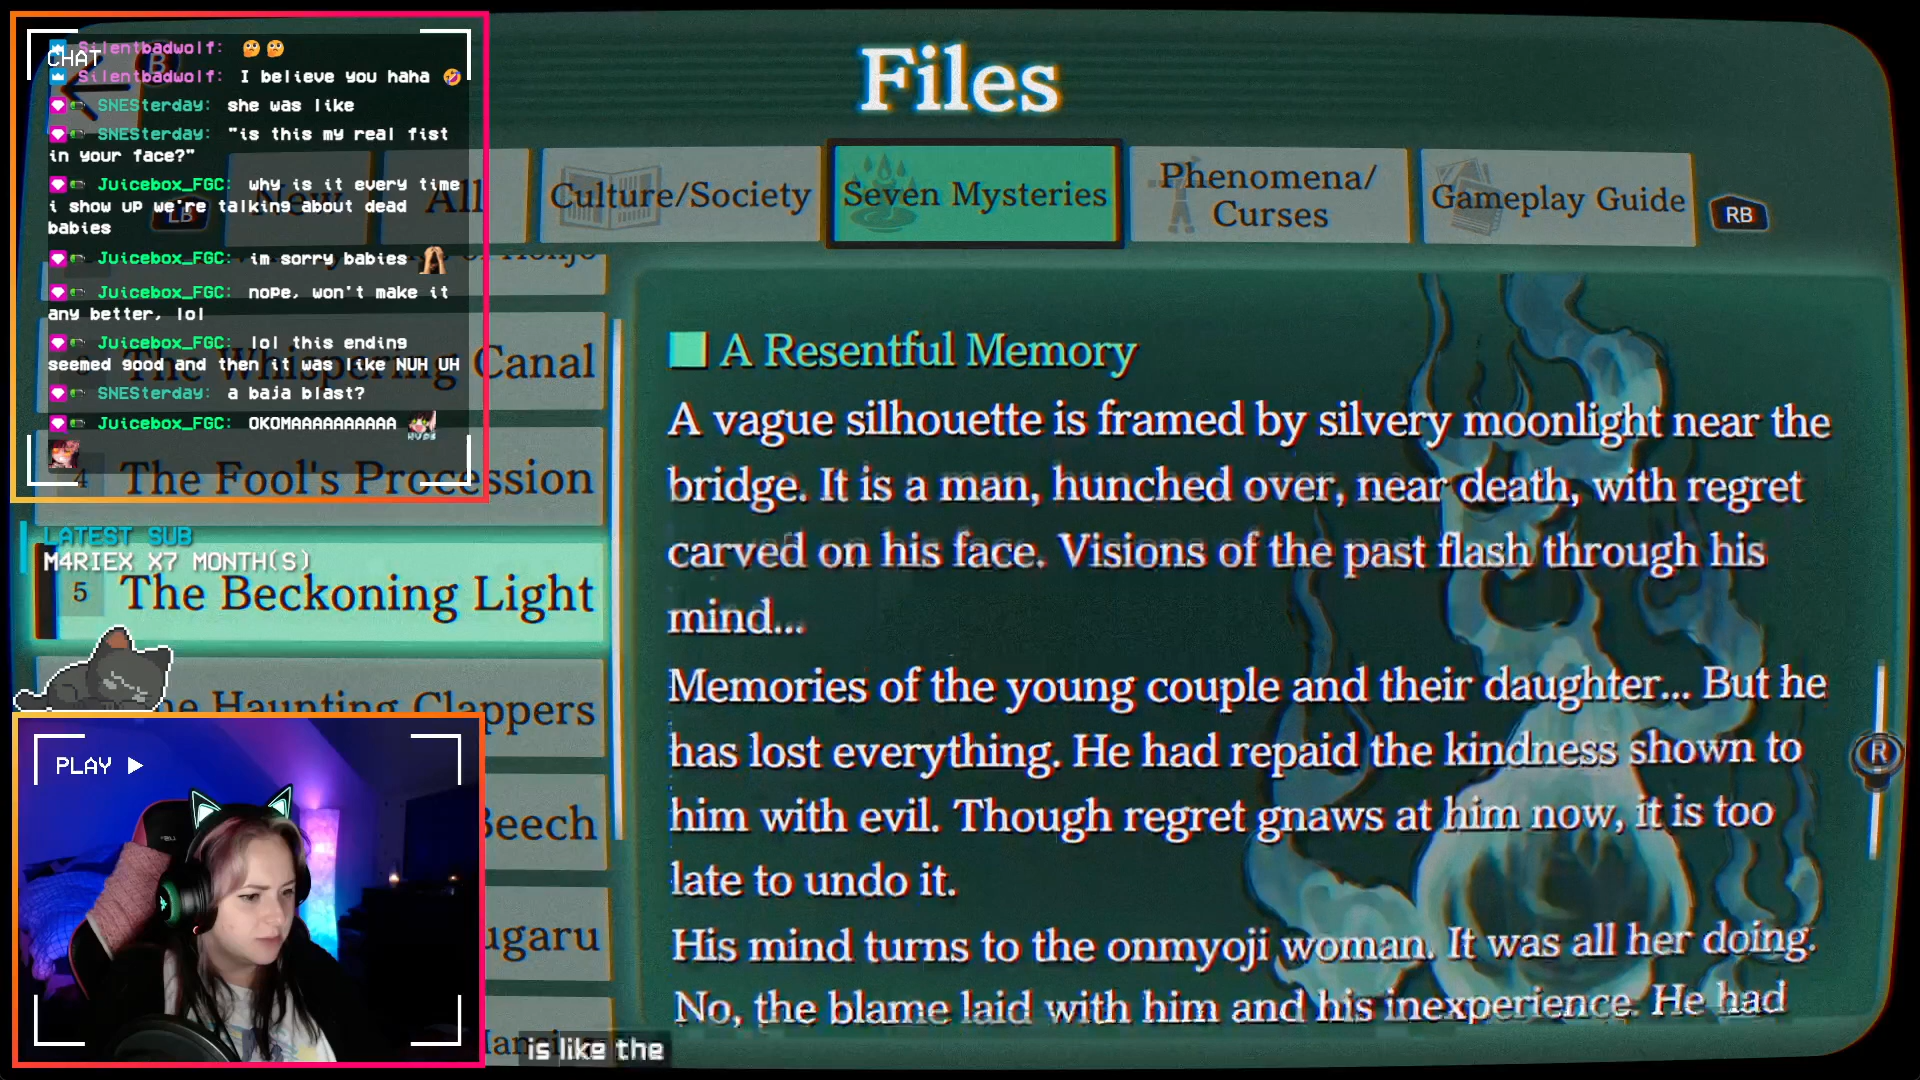 CHAT
Silentbadwolf: 🤔 🤔
Silentbadwolf: I believe you haha 🤣
SNESterday: she was like
SNESterday: "is this my real fist
in your face?"
Juicebox_FGC: why is it every time
i show up we're talking about dead
babies
Juicebox_FGC: im sorry babies
Juicebox_FGC: nope, won't make it
any better, lol
Juicebox_FGC: lol this ending
seemed good and then it was like NUH UH
SNESterday: a baja blast?
Juicebox_FGC: OKOMAAAAAAAAAA
B
Files
LB
New
All
Culture/Society
Seven Mysteries
Phenomena/
Curses
Gameplay Guide
RB
The Whispering Canal
4 The Fool's Procession
LATEST SUB
M4RIEX X7 MONTH(S)
5 The Beckoning Light
The Haunting Clappers
Beech
PLAY
A Resentful Memory
A vague silhouette is framed by silvery moonlight near the
bridge. It is a man, hunched over, near death, with regret
carved on his face. Visions of the past flash through his
mind...
Memories of the young couple and their daughter... But he
has lost everything. He had repaid the kindness shown to
him with evil. Though regret gnaws at him now, it is too
late to undo it.
His mind turns to the onmyoji woman. It was all her doing.
No, the blame laid with him and his inexperience. He had
R
is like the